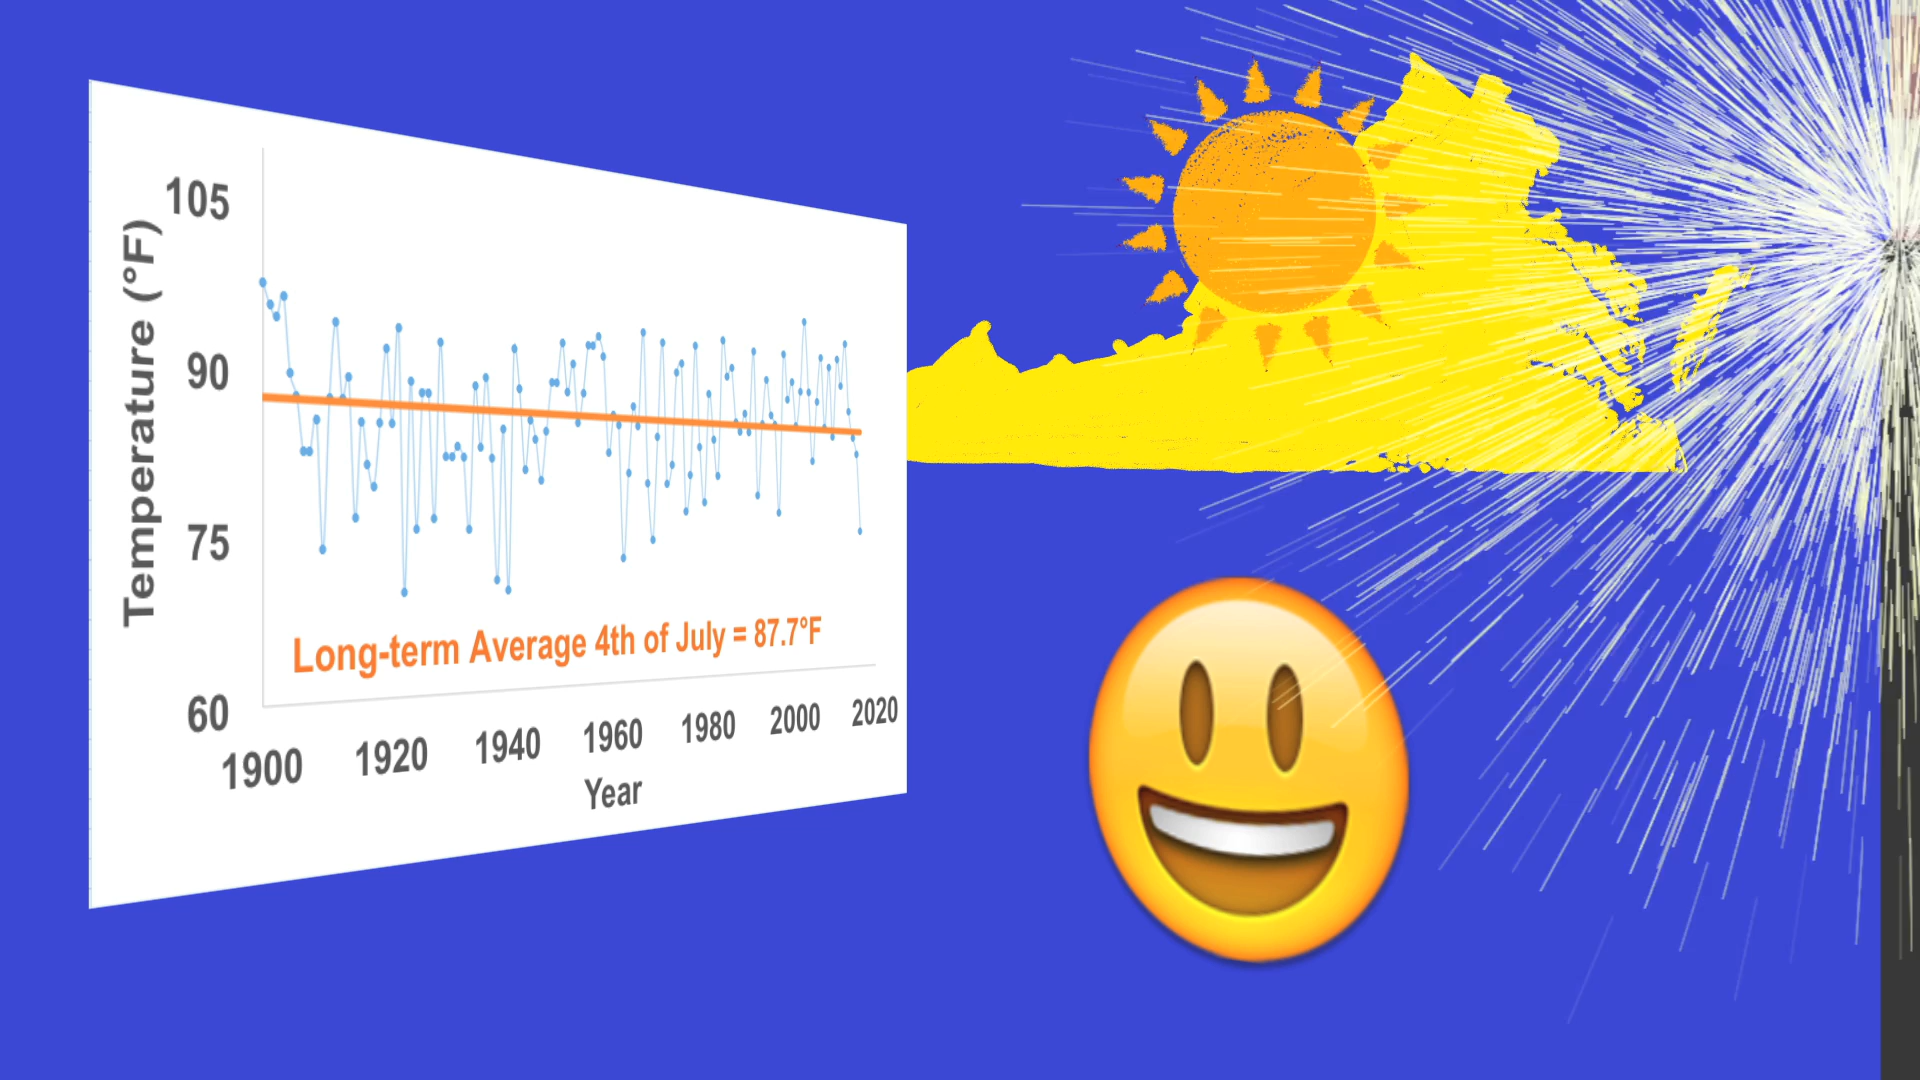 Temperature (°F)
105
90
75
60
Long-term Average 4th of July = 87.7°F
1900 1920 1940 1960 1980 2000 2020
Year